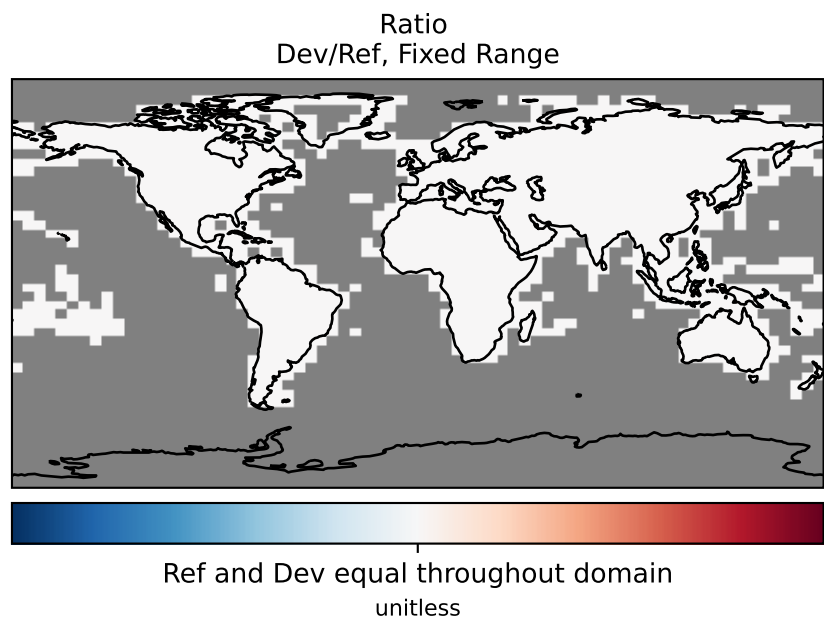 Ratio
Dev/Ref, Fixed Range
Ref and Dev equal throughout domain
unitless